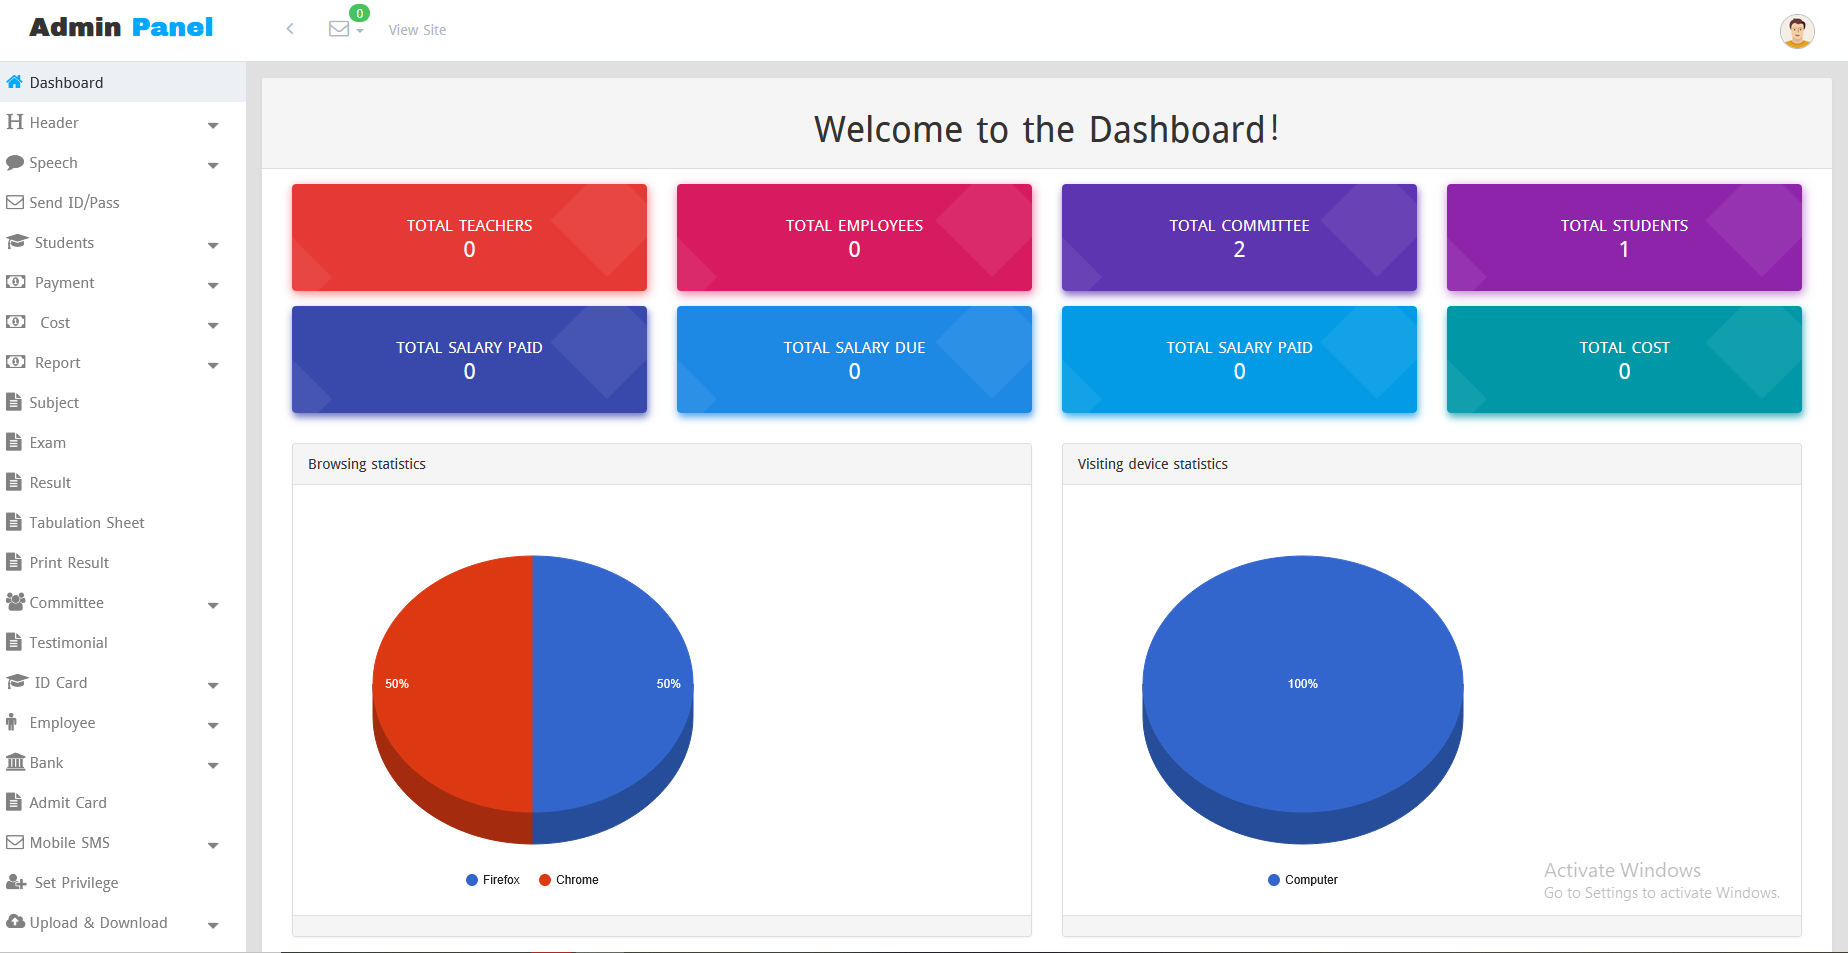 Admin Panel
0
View Site
Dashboard
Header
Speech
Send ID/Pass
Students
Payment
Cost
Report
Subject
Exam
Result
Tabulation Sheet
Print Result
Committee
Testimonial
ID Card
Employee
Bank
Admit Card
Mobile SMS
Set Privilege
Upload & Download
Welcome to the Dashboard!
TOTAL TEACHERS
0
TOTAL EMPLOYEES
0
TOTAL COMMITTEE
2
TOTAL STUDENTS
1
TOTAL SALARY PAID
0
TOTAL SALARY DUE
0
TOTAL SALARY PAID
0
TOTAL COST
0
Browsing statistics
50%
50%
Firefox
Chrome
Visiting device statistics
100%
Computer
Activate Windows
Go to Settings to activate Windows.